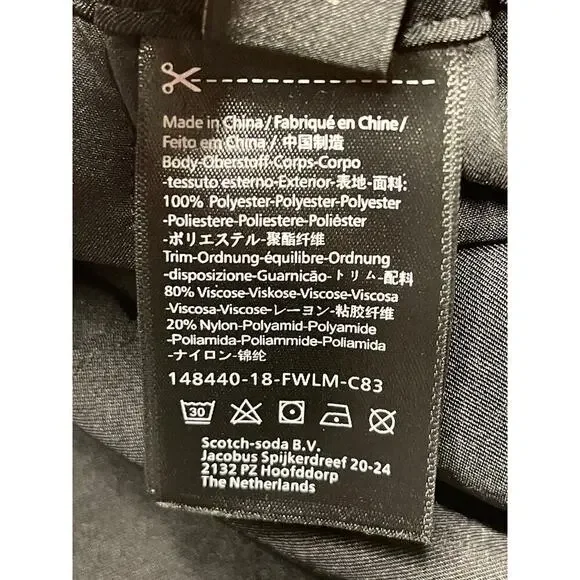 Made in China / Fabriqué en Chine /
Feito em China / 中国制造
Body-Oberstoff-Corps-Corpo
-tessuto esterno-Exterior-表地-面料:
100% Polyester-Polyester-Polyester
-Poliestere-Poliestere-Poliéster
-ポリエステル-聚酯纤维
Trim-Ordnung-équilibre-Ordnung
-disposizione-Guarnicão-トリム-配料
80% Viscose-Viskose-Viscose-Viscosa
-Viscosa-Viscose-レーヨン-粘胶纤维
20% Nylon-Polyamid-Polyamide
-Poliamida-Poliammide-Poliamida
-ナイロン-锦纶
148440-18-FWLM-C83
30
Scotch-soda B.V.
Jacobus Spijkerdreef 20-24
2132 PZ Hoofddorp
The Netherlands